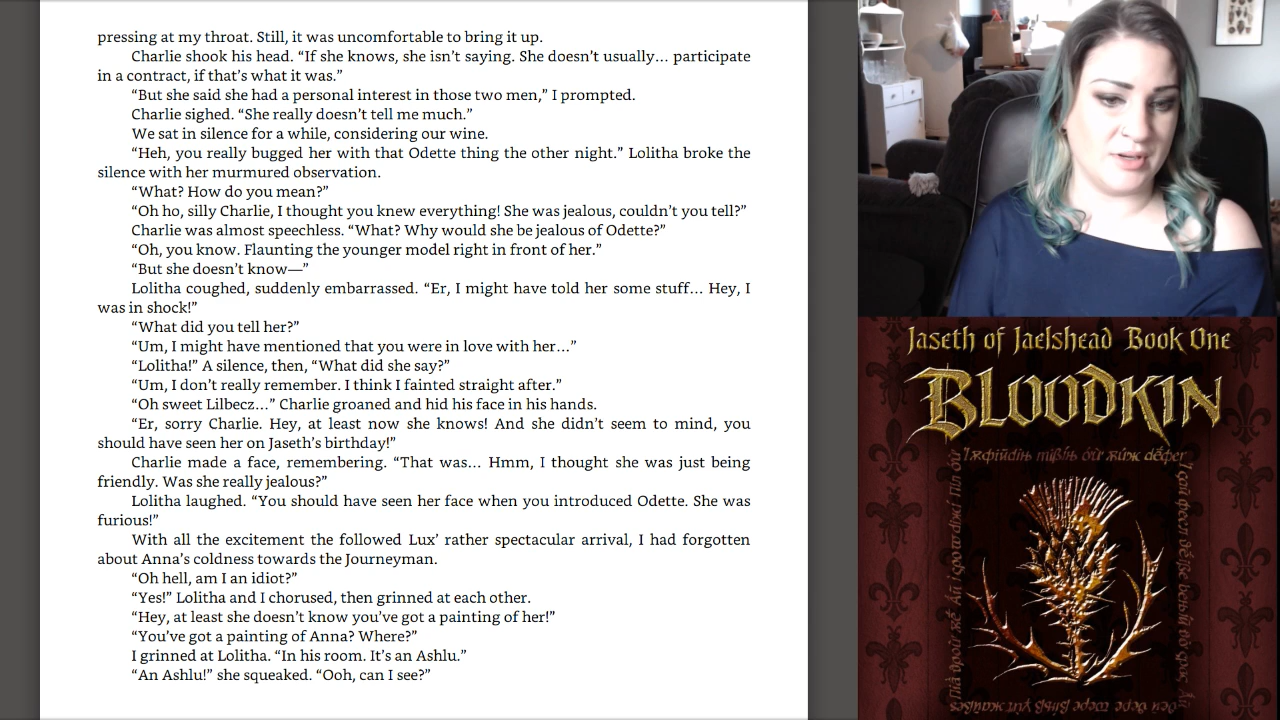 pressing at my throat. Still, it was uncomfortable to bring it up.
Charlie shook his head. “If she knows, she isn’t saying. She doesn’t usually… participate
in a contract, if that’s what it was.”
“But she said she had a personal interest in those two men,” I prompted.
Charlie sighed. “She really doesn’t tell me much.”
We sat in silence for a while, considering our wine.
“Heh, you really bugged her with that Odette thing the other night.” Lolitha broke the
silence with her murmured observation.
“What? How do you mean?”
“Oh ho, silly Charlie, I thought you knew everything! She was jealous, couldn’t you tell?”
Charlie was almost speechless. “What? Why would she be jealous of Odette?”
“Oh, you know. Flaunting the younger model right in front of her.”
“But she doesn’t know—”
Lolitha coughed, suddenly embarrassed. “Er, I might have told her some stuff… Hey, I
was in shock!”
“What did you tell her?”
“Um, I might have mentioned that you were in love with her…”
“Lolitha!” A silence, then, “What did she say?”
“Um, I don’t really remember. I think I fainted straight after.”
“Oh sweet Lilbecz…” Charlie groaned and hid his face in his hands.
“Er, sorry Charlie. Hey, at least now she knows! And she didn’t seem to mind, you
should have seen her on Jaseth’s birthday!”
Charlie made a face, remembering. “That was… Hmm, I thought she was just being
friendly. Was she really jealous?”
Lolitha laughed. “You should have seen her face when you introduced Odette. She was
furious!”
With all the excitement the followed Lux’ rather spectacular arrival, I had forgotten
about Anna’s coldness towards the Journeyman.
“Oh hell, am I an idiot?”
“Yes!” Lolitha and I chorused, then grinned at each other.
“Hey, at least she doesn’t know you’ve got a painting of her!”
“You’ve got a painting of Anna? Where?”
I grinned at Lolitha. “In his room. It’s an Ashlu.”
“An Ashlu!” she squeaked. “Ooh, can I see?”
Jaseth of Jaelshead Book One
BLOODKIN